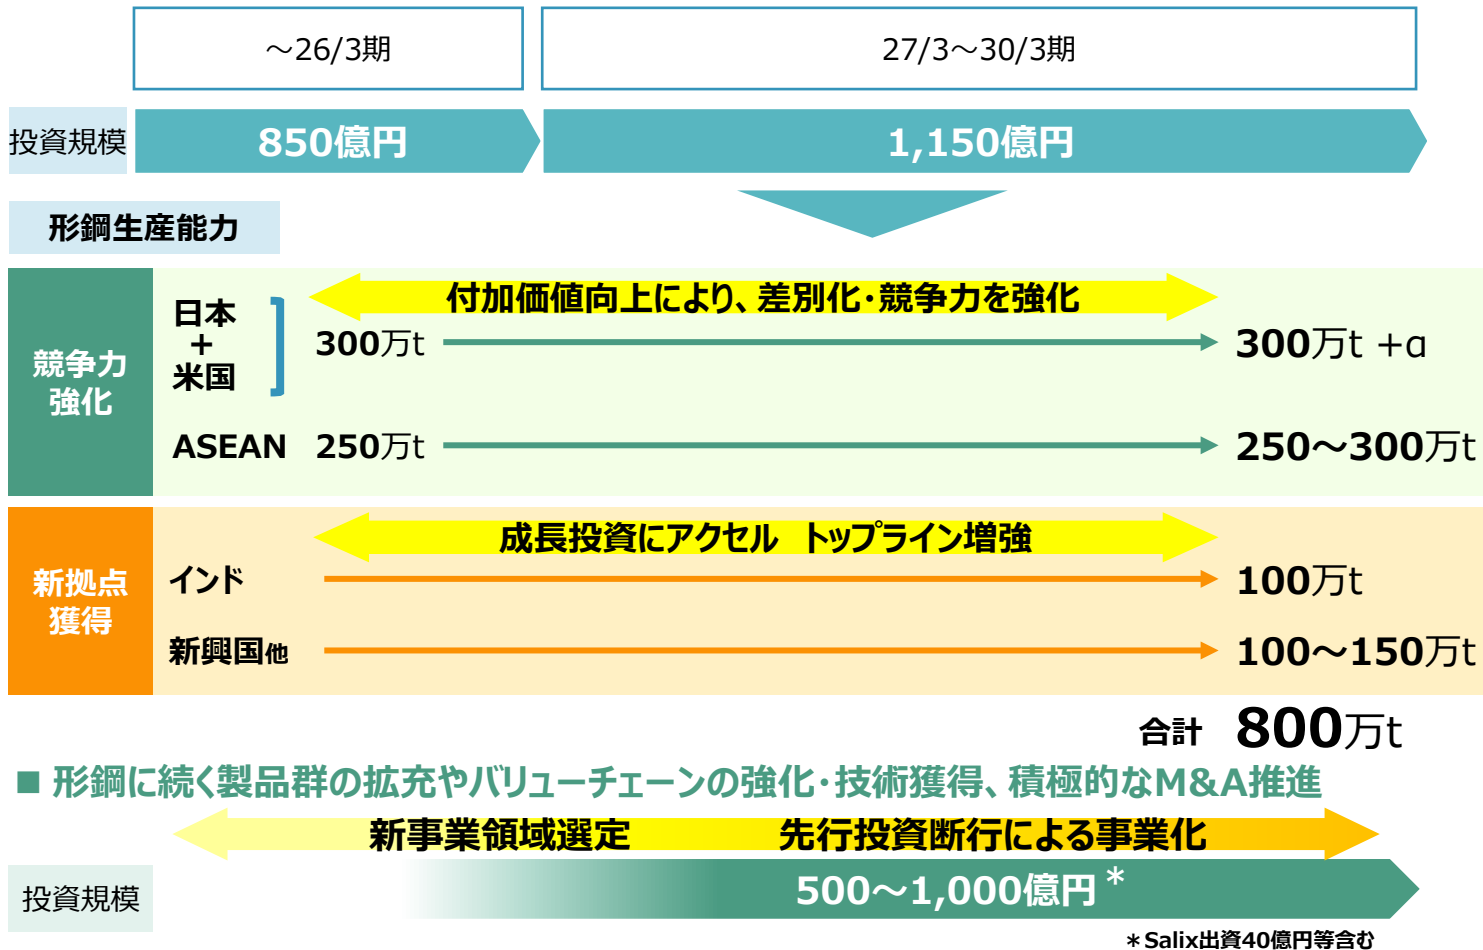 ～26/3期
27/3～30/3期
投資規模
850億円
1,150億円
形鋼生産能力
競争力
強化
日本
+
米国
付加価値向上により、差別化・競争力を強化
300万t
300万t +α
ASEAN
250万t
250～300万t
新拠点
獲得
成長投資にアクセル トップライン増強
インド
100万t
新興国他
100～150万t
合計 800万t
■ 形鋼に続く製品群の拡充やバリューチェーンの強化・技術獲得、積極的なM&A推進
新事業領域選定
先行投資断行による事業化
投資規模
500～1,000億円*
＊Salix出資40億円等含む